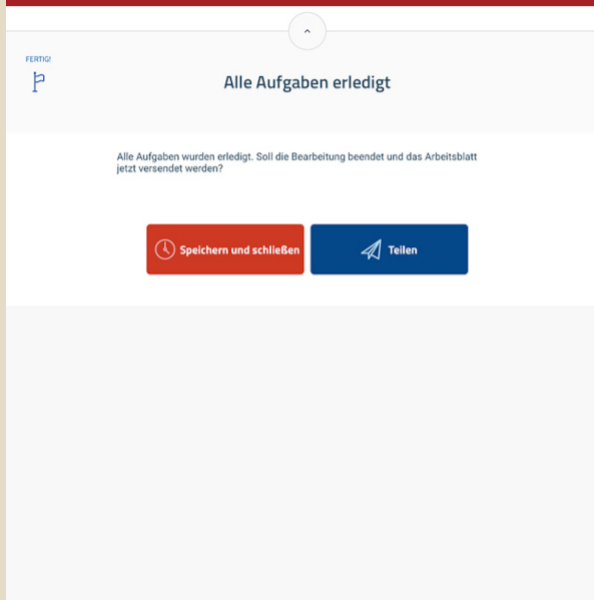 FERTIG!
Alle Aufgaben erledigt
Alle Aufgaben wurden erledigt. Soll die Bearbeitung beendet und das Arbeitsblatt
jetzt versendet werden?
Speichern und schließen
Teilen